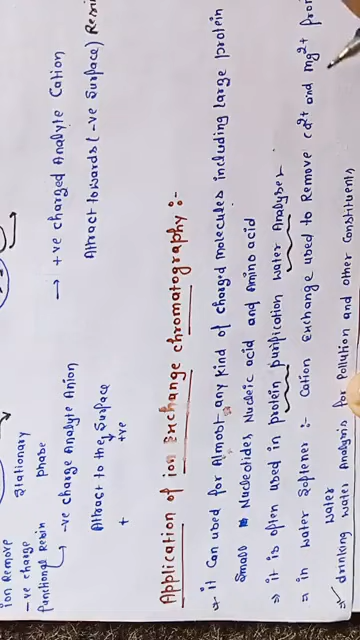 ion Remove
Stationary
phase
-ve charge
functional Resin
→ -ve charge Analyte Anion
Attract to the Surface
+ +ve
→ +ve charged Analyte Cation
Attract towards (-ve Surface) Resin
Application of ion Exchange chromatography :-
→ it Can used for Almost any kind of charged molecules including large protein
Small Nucleotides Nucleic acid and Amino acid
⇒ it is often used in protein purification water Analyser
⇒ in water Septener :- Cation Exchange used to Remove ca2+ and mg2+ from
water
drinking water Analysis for Pollution and other Constituents